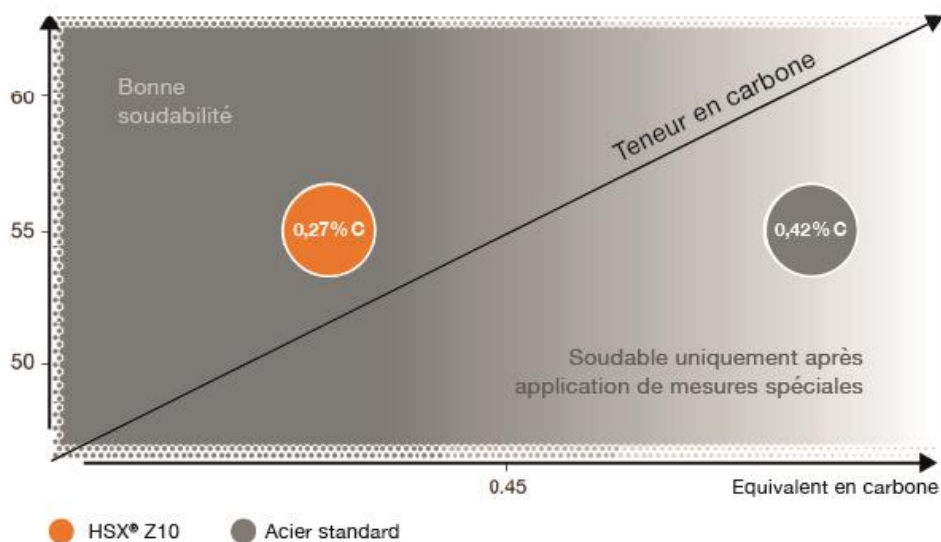 60
Bonne
soudabilité
Teneur en carbone
55
0,27% C
0,42% C
50
Soudable uniquement après
application de mesures spéciales
0.45
Equivalent en carbone
HSX® Z10
Acier standard